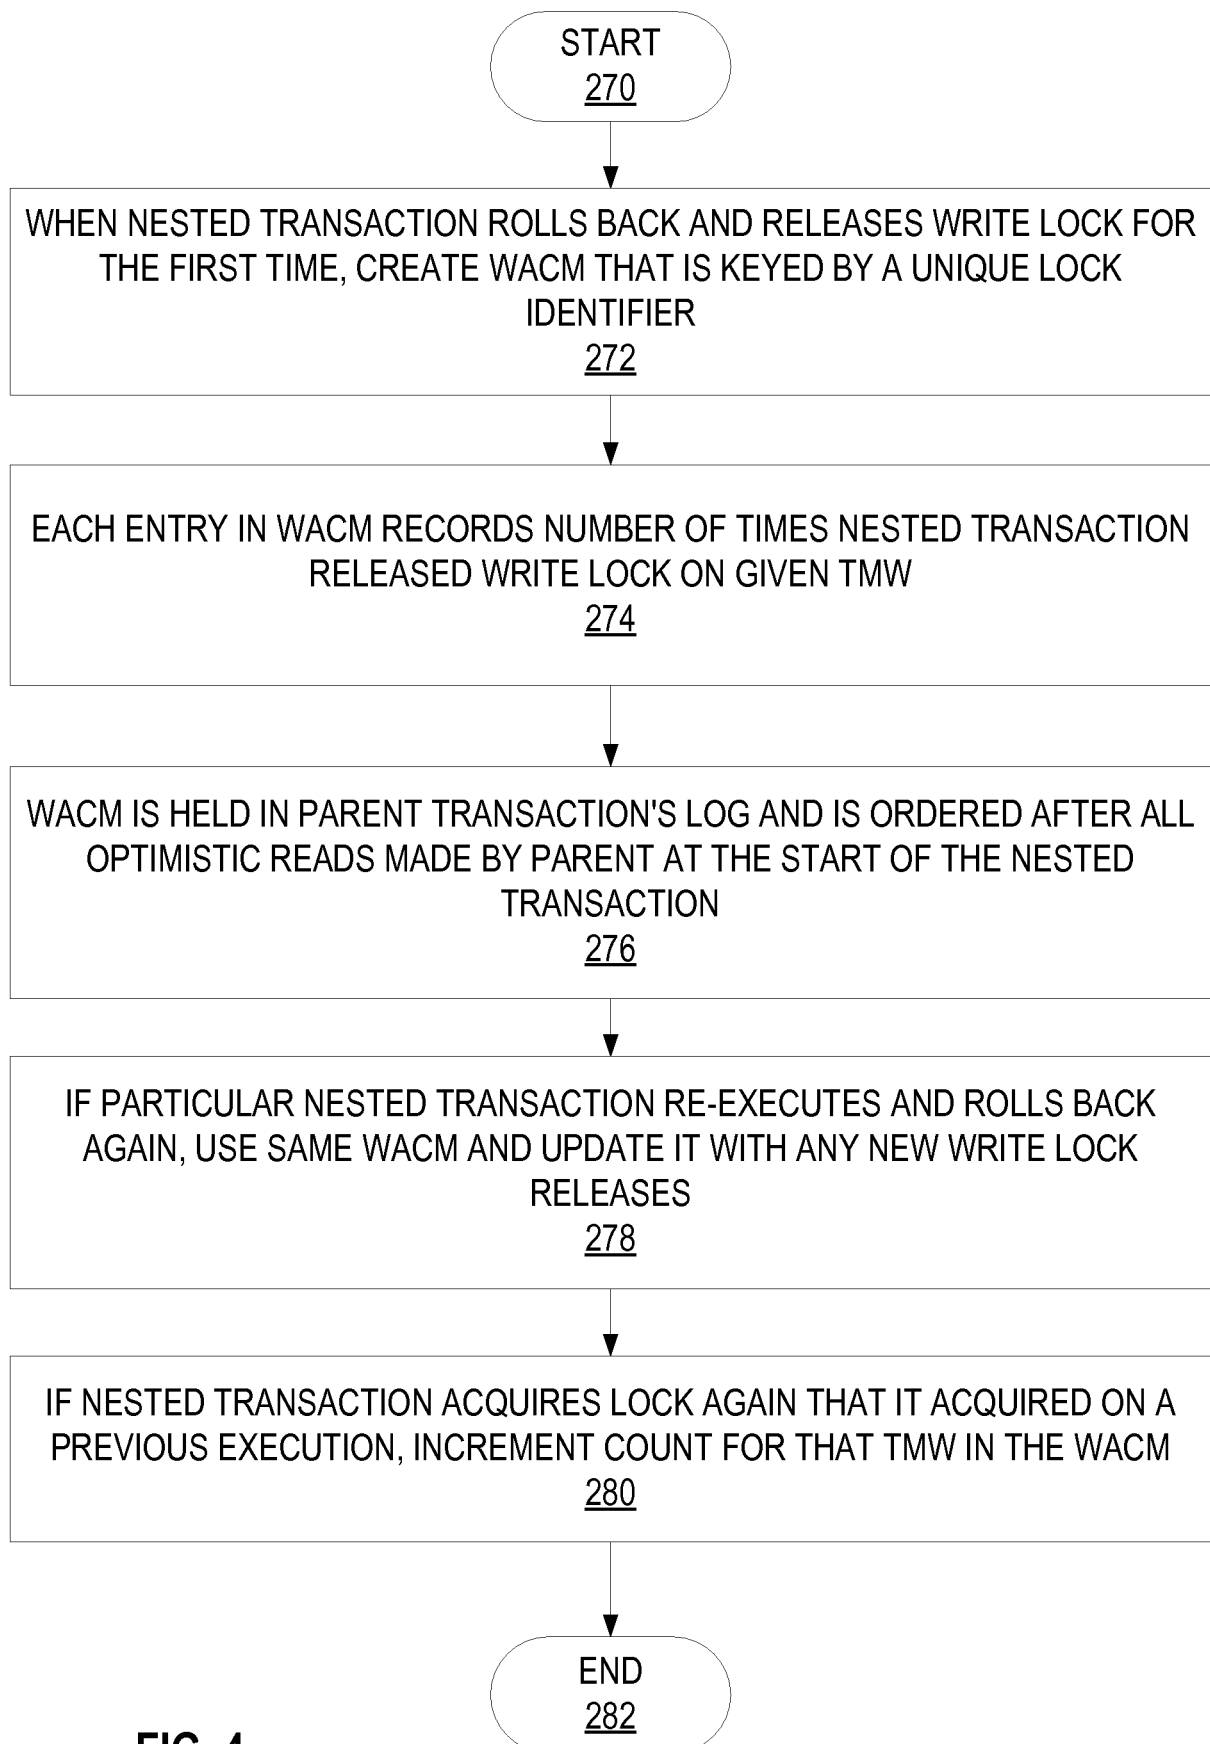 START
270
WHEN NESTED TRANSACTION ROLLS BACK AND RELEASES WRITE LOCK FOR
THE FIRST TIME, CREATE WACM THAT IS KEYED BY A UNIQUE LOCK
IDENTIFIER
272
EACH ENTRY IN WACM RECORDS NUMBER OF TIMES NESTED TRANSACTION
RELEASED WRITE LOCK ON GIVEN TMW
274
WACM IS HELD IN PARENT TRANSACTION'S LOG AND IS ORDERED AFTER ALL
OPTIMISTIC READS MADE BY PARENT AT THE START OF THE NESTED
TRANSACTION
276
IF PARTICULAR NESTED TRANSACTION RE-EXECUTES AND ROLLS BACK
AGAIN, USE SAME WACM AND UPDATE IT WITH ANY NEW WRITE LOCK
RELEASES
278
IF NESTED TRANSACTION ACQUIRES LOCK AGAIN THAT IT ACQUIRED ON A
PREVIOUS EXECUTION, INCREMENT COUNT FOR THAT TMW IN THE WACM
280
END
282
FIG. 4